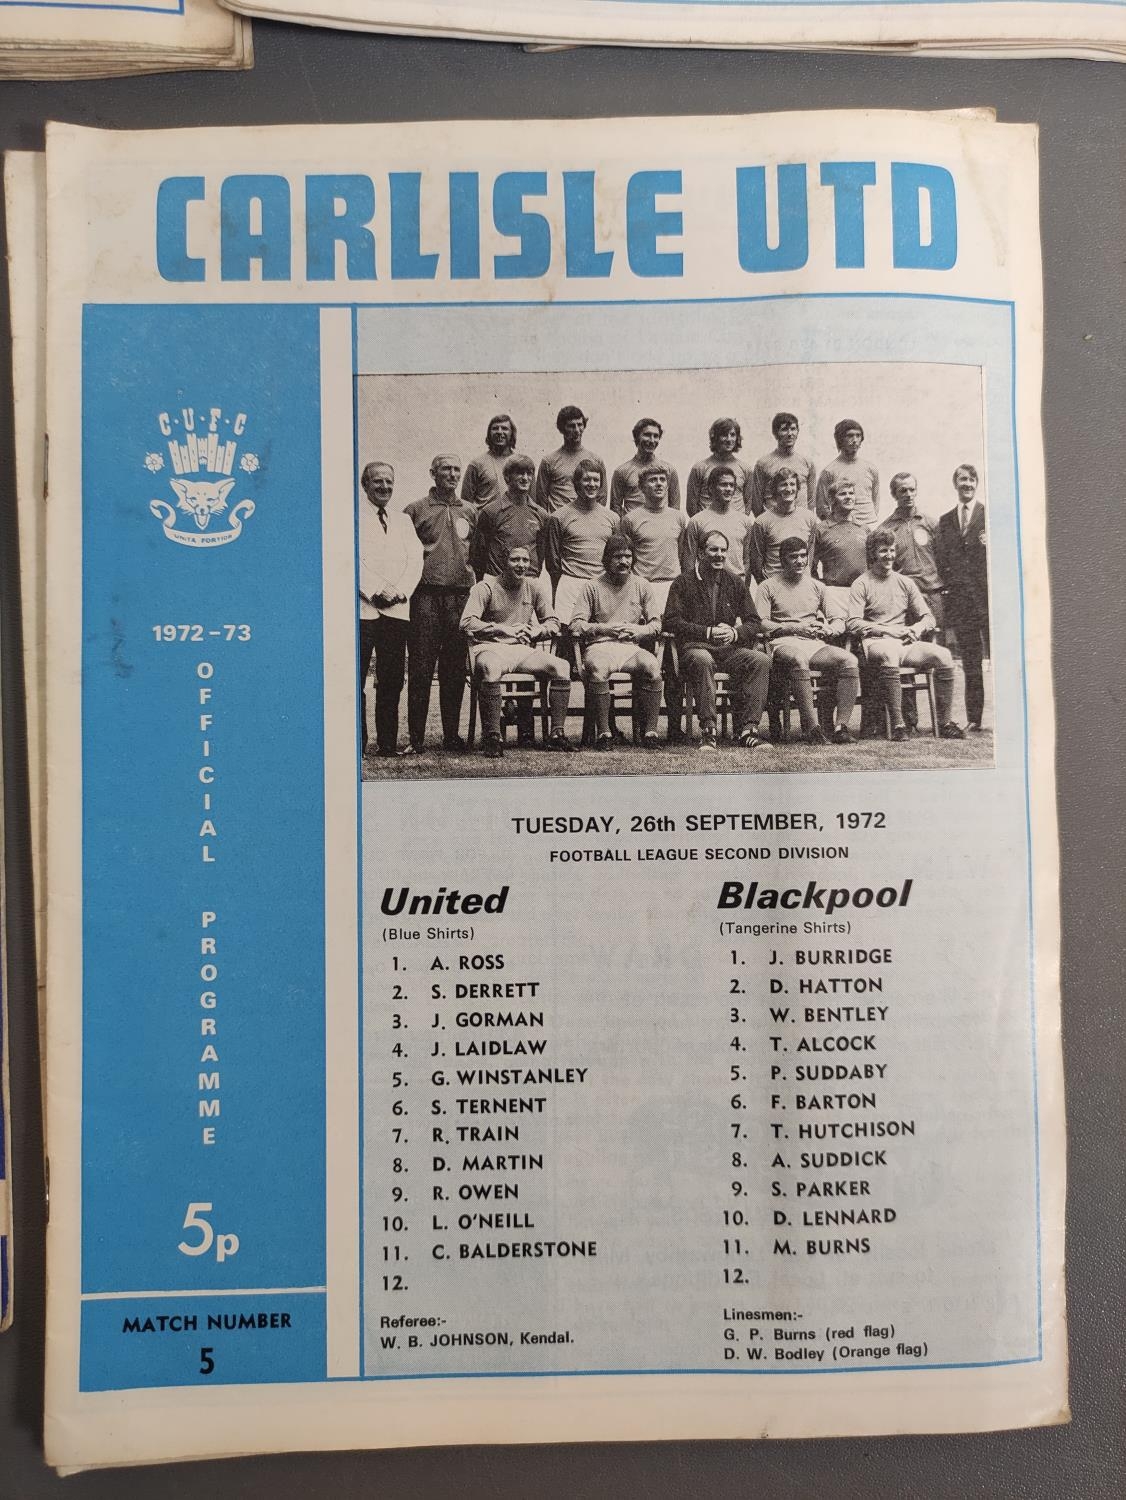 CARLISLE UTD
C·U·F·C
UNITA FORTIOR
1972-73
OFFICIAL
PROGRAMME
5p
MATCH NUMBER
5
TUESDAY, 26th SEPTEMBER, 1972
FOOTBALL LEAGUE SECOND DIVISION
United
(Blue Shirts)
1. A. ROSS
2. S. DERRETT
3. J. GORMAN
4. J. LAIDLAW
5. G. WINSTANLEY
6. S. TERNENT
7. R. TRAIN
8. D. MARTIN
9. R. OWEN
10. L. O'NEILL
11. C. BALDERSTONE
12.
Referee:-
W. B. JOHNSON, Kendal.
Blackpool
(Tangerine Shirts)
1. J. BURRIDGE
2. D. HATTON
3. W. BENTLEY
4. T. ALCOCK
5. P. SUDDABY
6. F. BARTON
7. T. HUTCHISON
8. A. SUDDICK
9. S. PARKER
10. D. LENNARD
11. M. BURNS
12.
Linesmen:-
G. P. Burns (red flag)
D. W. Bodley (Orange flag)